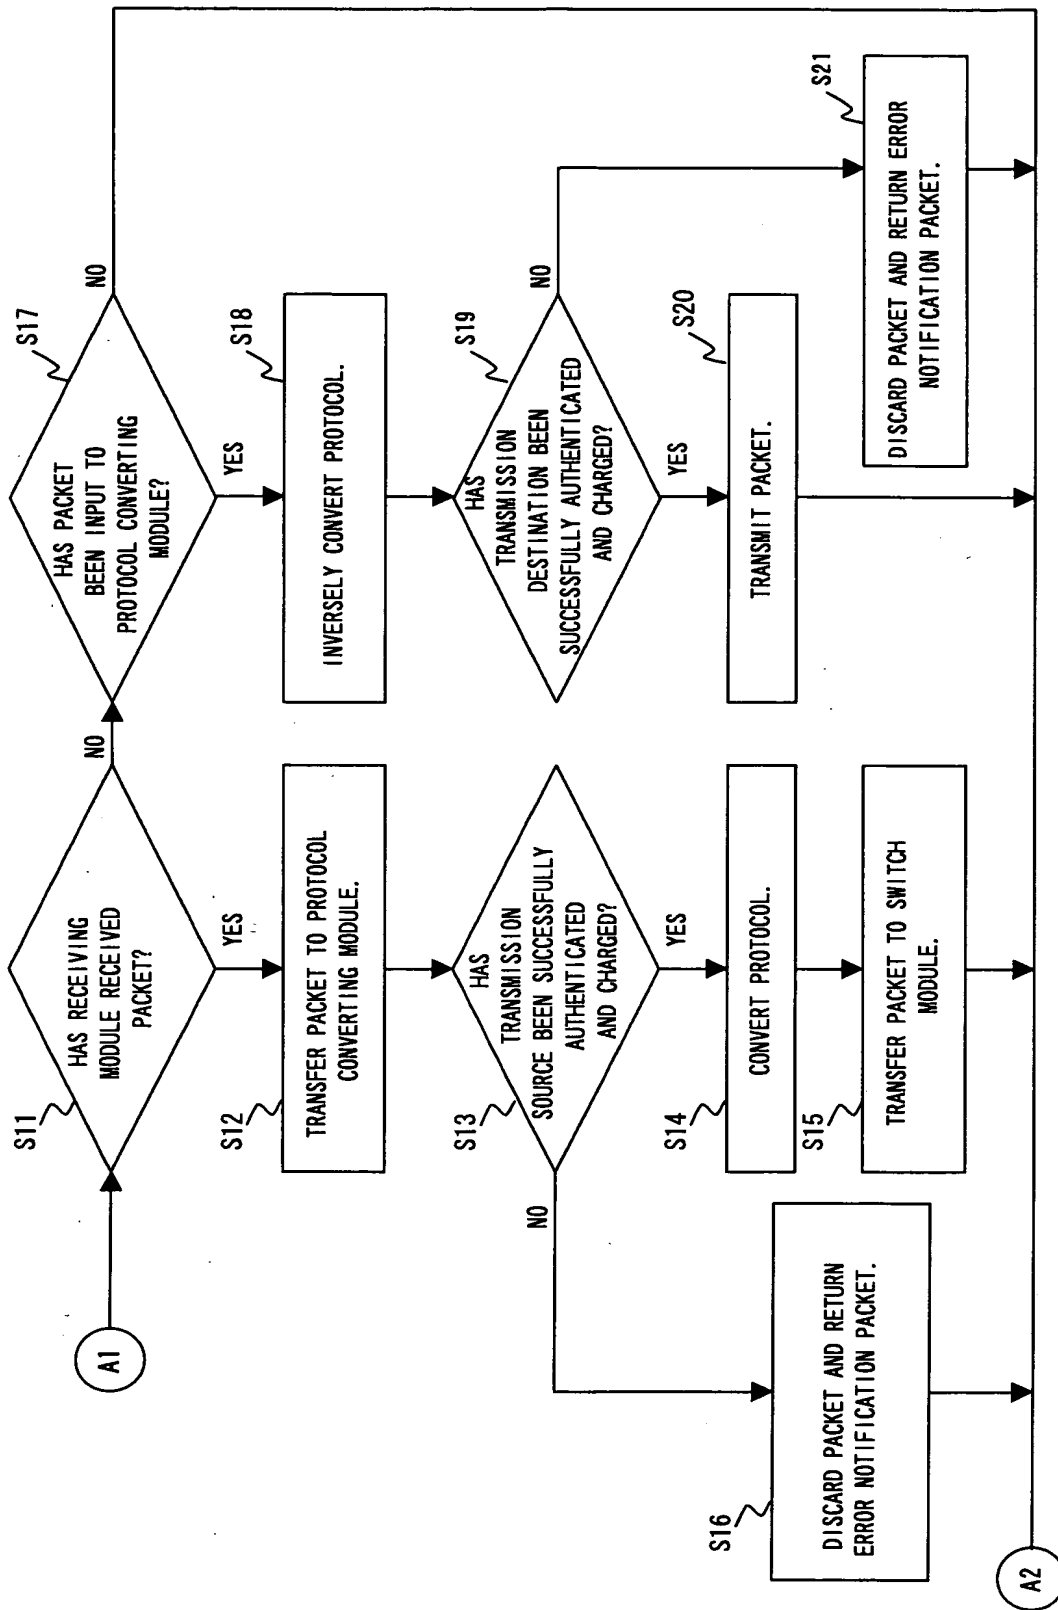 A1
S11
HAS RECEIVING
MODULE RECEIVED
PACKET?
NO
YES
S12
TRANSFER PACKET TO PROTOCOL
CONVERTING MODULE.
S13
HAS
TRANSMISSION
SOURCE BEEN SUCCESSFULLY
AUTHENTICATED
AND CHARGED?
NO
YES
S14
CONVERT PROTOCOL.
S15
TRANSFER PACKET TO SWITCH
MODULE.
S16
DISCARD PACKET AND RETURN
ERROR NOTIFICATION PACKET.
S17
HAS PACKET
BEEN INPUT TO
PROTOCOL CONVERTING
MODULE?
NO
YES
S18
INVERSELY CONVERT PROTOCOL.
S19
HAS
TRANSMISSION
DESTINATION BEEN
SUCCESSFULLY AUTHENTICATED
AND CHARGED?
NO
YES
S20
TRANSMIT PACKET.
S21
DISCARD PACKET AND RETURN ERROR
NOTIFICATION PACKET.
A2